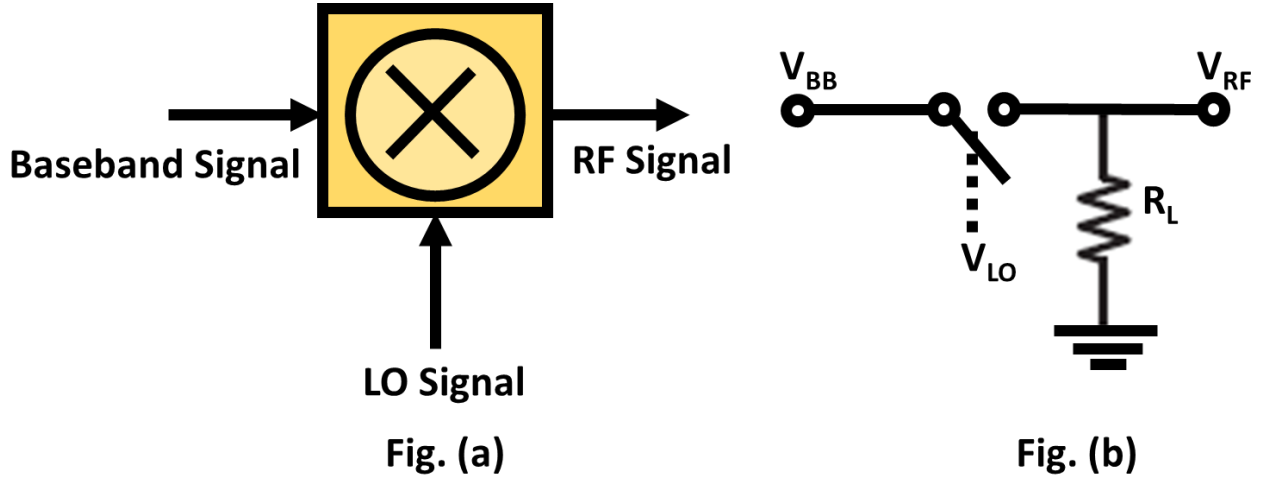 Baseband Signal
RF Signal
LO Signal
Fig. (a)
V_BB
V_RF
R_L
V_LO
Fig. (b)